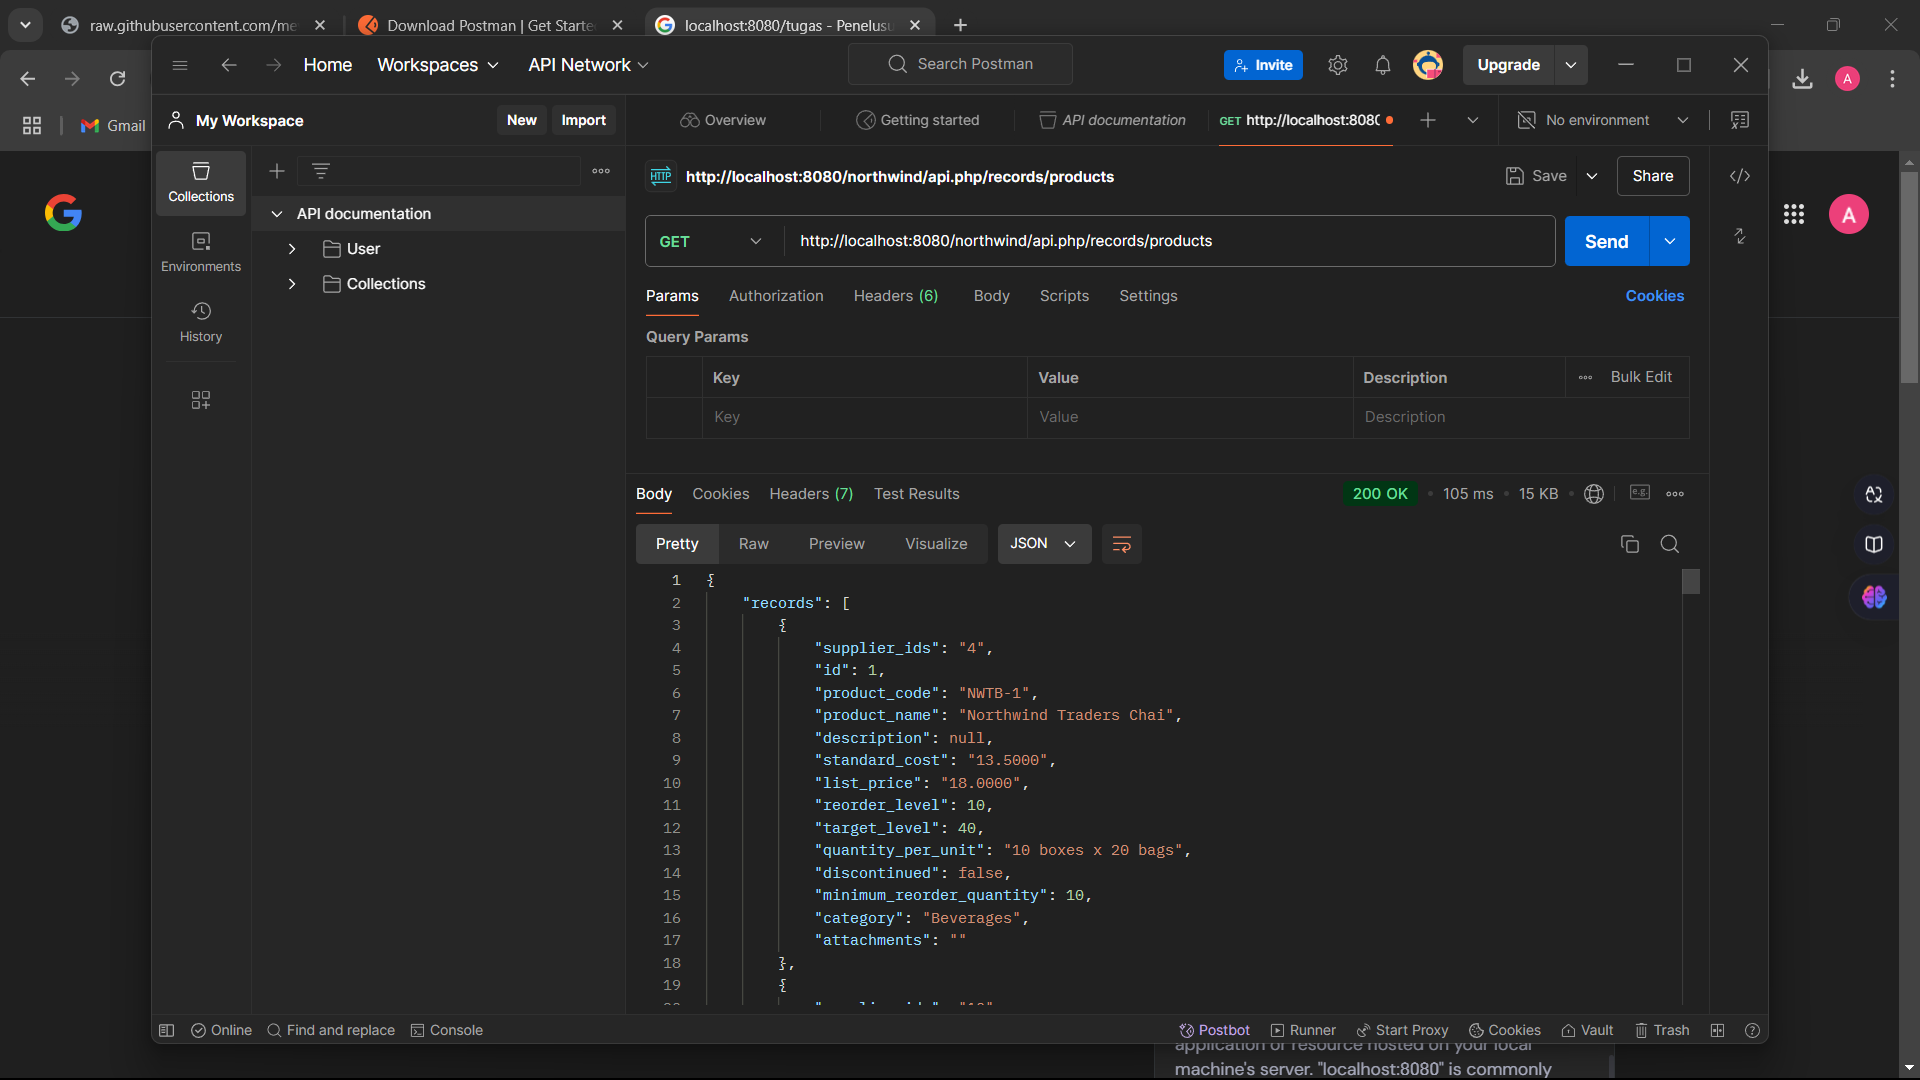 raw.githubusercontent.com/me
Download Postman | Get Starte
localhost:8080/tugas - Penelusu
Gmail
Home
Workspaces
API Network
Search Postman
Invite
Upgrade
A
My Workspace
New
Import
Overview
Getting started
API documentation
GET http://localhost:808
No environment
Collections
Environments
History
API documentation
User
Collections
HTTP
http://localhost:8080/northwind/api.php/records/products
Save
Share
GET
http://localhost:8080/northwind/api.php/records/products
Send
A
Params
Authorization
Headers (6)
Body
Scripts
Settings
Cookies
Query Params
Key
Value
Description
Bulk Edit
Key
Value
Description
Body
Cookies
Headers (7)
Test Results
200 OK
105 ms
15 KB
e.g.
Pretty
Raw
Preview
Visualize
JSON
1 {
2 "records": [
3 {
4 "supplier_ids": "4",
5 "id": 1,
6 "product_code": "NWTB-1",
7 "product_name": "Northwind Traders Chai",
8 "description": null,
9 "standard_cost": "13.5000",
10 "list_price": "18.0000",
11 "reorder_level": 10,
12 "target_level": 40,
13 "quantity_per_unit": "10 boxes x 20 bags",
14 "discontinued": false,
15 "minimum_reorder_quantity": 10,
16 "category": "Beverages",
17 "attachments": ""
18 },
19 {
Online
Find and replace
Console
Postbot
Runner
Start Proxy
Cookies
Vault
Trash
application or resource hosted on your local
machine's server. "localhost:8080" is commonly